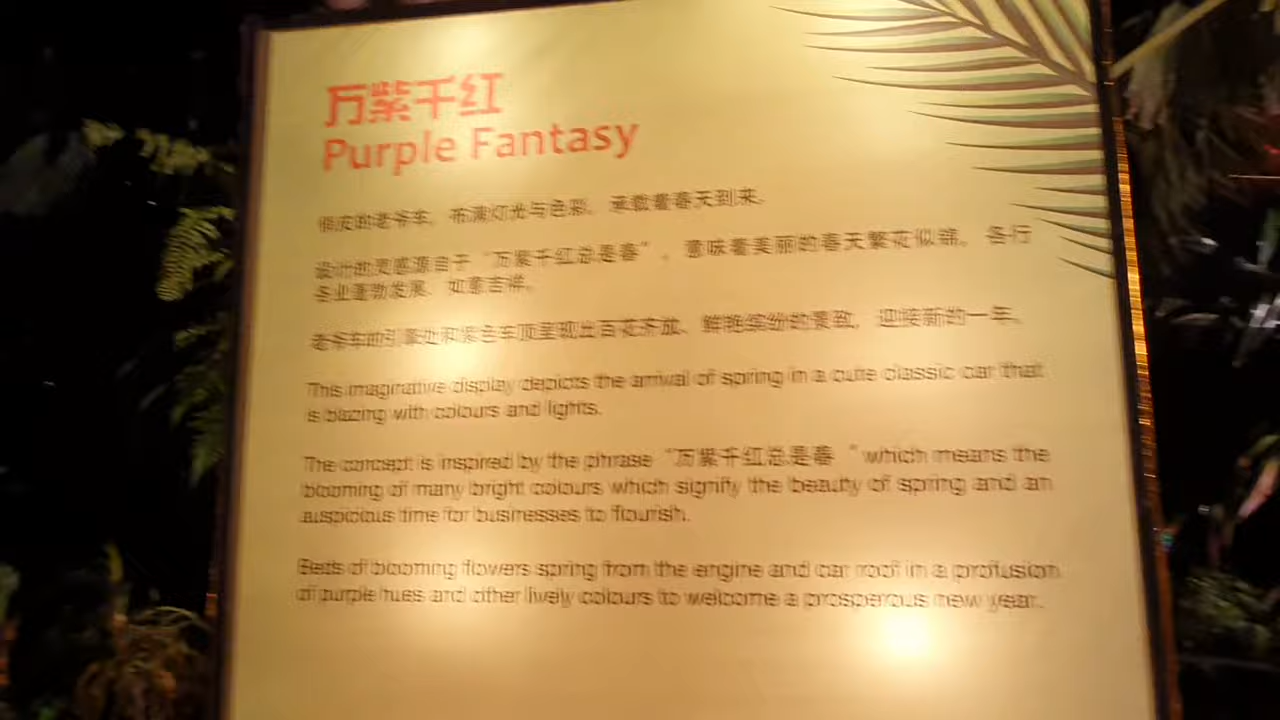 万紫千红
Purple Fantasy
俏皮的老爷车，布满灯光与色彩，承载着春天到来。
设计的灵感源自于“万紫千红总是春”，意味着美丽的春天繁花似锦，各行
各业蓬勃发展，如意吉祥。
老爷车的引擎处和紫色车顶呈现出百花齐放、鲜艳缤纷的景致，迎接新的一年。
This imaginative display depicts the arrival of spring in a cute classic car that
is blazing with colours and lights.
The concept is inspired by the phrase “万紫千红总是春 “ which means the
blooming of many bright colours which signify the beauty of spring and an
auspicious time for businesses to flourish.
Beds of blooming flowers spring from the engine and car roof in a profusion
of purple hues and other lively colours to welcome a prosperous new year.